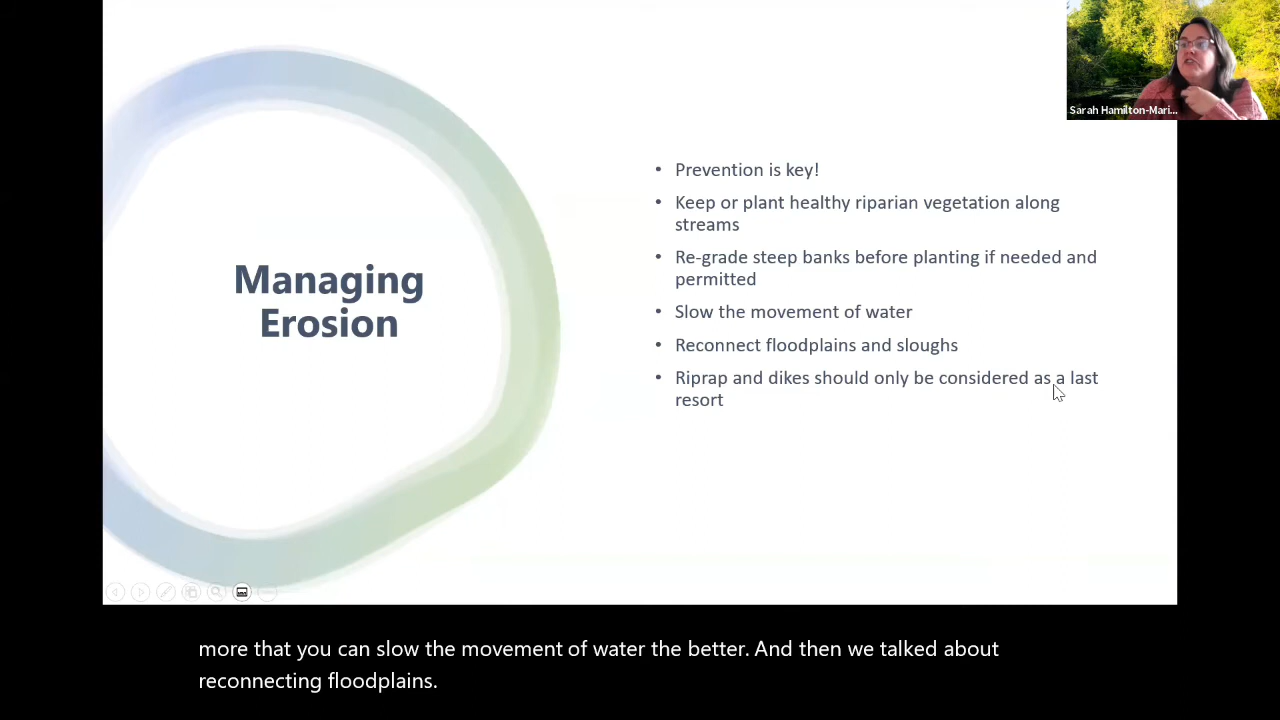 Sarah Hamilton-Mari...
• Prevention is key!
• Keep or plant healthy riparian vegetation along
streams
• Re-grade steep banks before planting if needed and
permitted
• Slow the movement of water
• Reconnect floodplains and sloughs
• Riprap and dikes should only be considered as a last
resort
Managing
Erosion
more that you can slow the movement of water the better. And then we talked about
reconnecting floodplains.